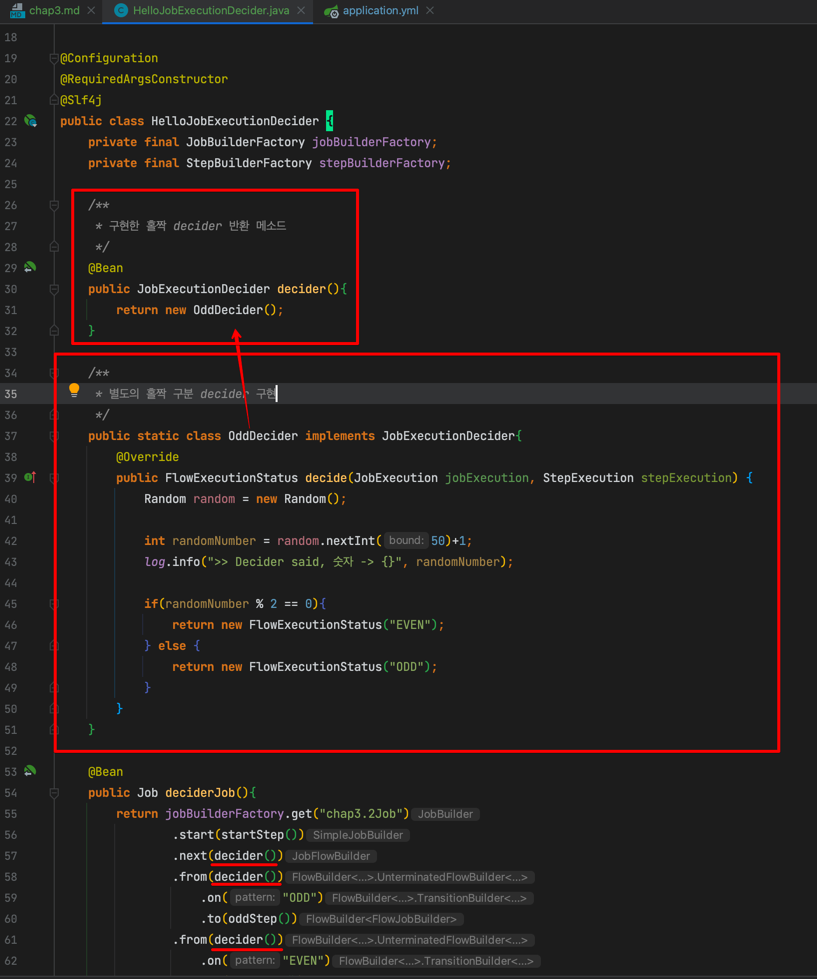 chap3.md HelloJobExecutionDecider.java application.yml
18
19 @Configuration
20 @RequiredArgsConstructor
21 @Slf4j
22 public class HelloJobExecutionDecider {
23 private final JobBuilderFactory jobBuilderFactory;
24 private final StepBuilderFactory stepBuilderFactory;
25
26 /**
27 * 구현한 홀짝 decider 반환 메소드
28 */
29 @Bean
30 public JobExecutionDecider decider(){
31 return new OddDecider();
32 }
33
34 /**
35 * 별도의 홀짝 구분 decider 구현
36 */
37 public static class OddDecider implements JobExecutionDecider{
38 @Override
39 public FlowExecutionStatus decide(JobExecution jobExecution, StepExecution stepExecution) {
40 Random random = new Random();
41
42 int randomNumber = random.nextInt( bound: 50)+1;
43 log.info(">> Decider said, 숫자 -> {}", randomNumber);
44
45 if(randomNumber % 2 == 0){
46 return new FlowExecutionStatus("EVEN");
47 } else {
48 return new FlowExecutionStatus("ODD");
49 }
50 }
51 }
52
53 @Bean
54 public Job deciderJob(){
55 return jobBuilderFactory.get("chap3.2Job") JobBuilder
56 .start(startStep()) SimpleJobBuilder
57 .next(decider()) JobFlowBuilder
58 .from(decider()) FlowBuilder<...>.UnterminatedFlowBuilder<...>
59 .on( pattern: "ODD") FlowBuilder<...>.TransitionBuilder<...>
60 .to(oddStep()) FlowBuilder<FlowJobBuilder>
61 .from(decider()) FlowBuilder<...>.UnterminatedFlowBuilder<...>
62 .on( pattern: "EVEN") FlowBuilder<...>.TransitionBuilder<...>